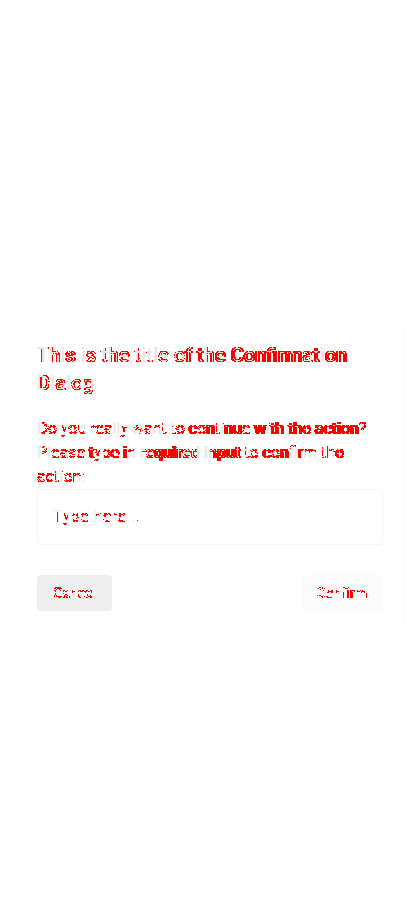 This is the title of the Confirmation
Dialog
Do you really want to continue with the action?
Please type in required input to confirm the
action:
Type here...
Cancel
Confirm